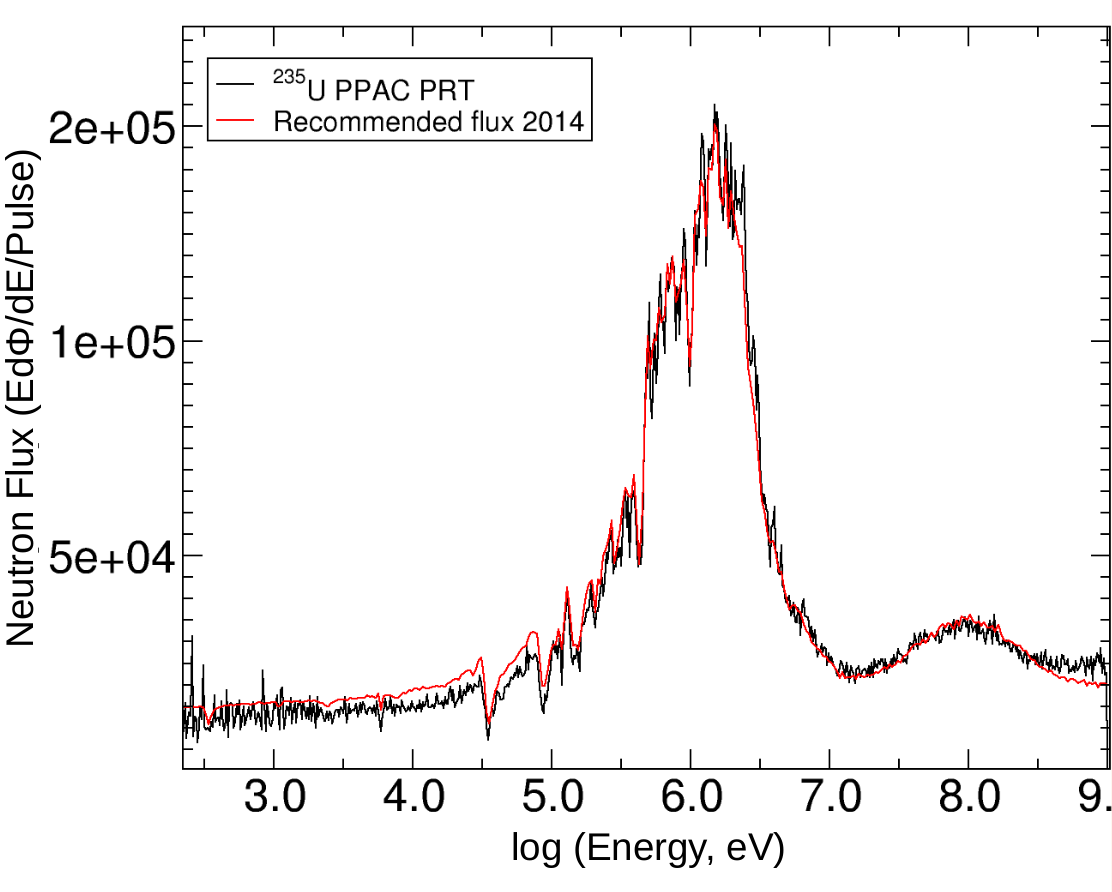 ²³⁵U PPAC PRT
Recommended flux 2014
2e+05
1e+05
5e+04
Neutron Flux (EdΦ/dE/Pulse)
3.0 4.0 5.0 6.0 7.0 8.0 9.
log (Energy, eV)